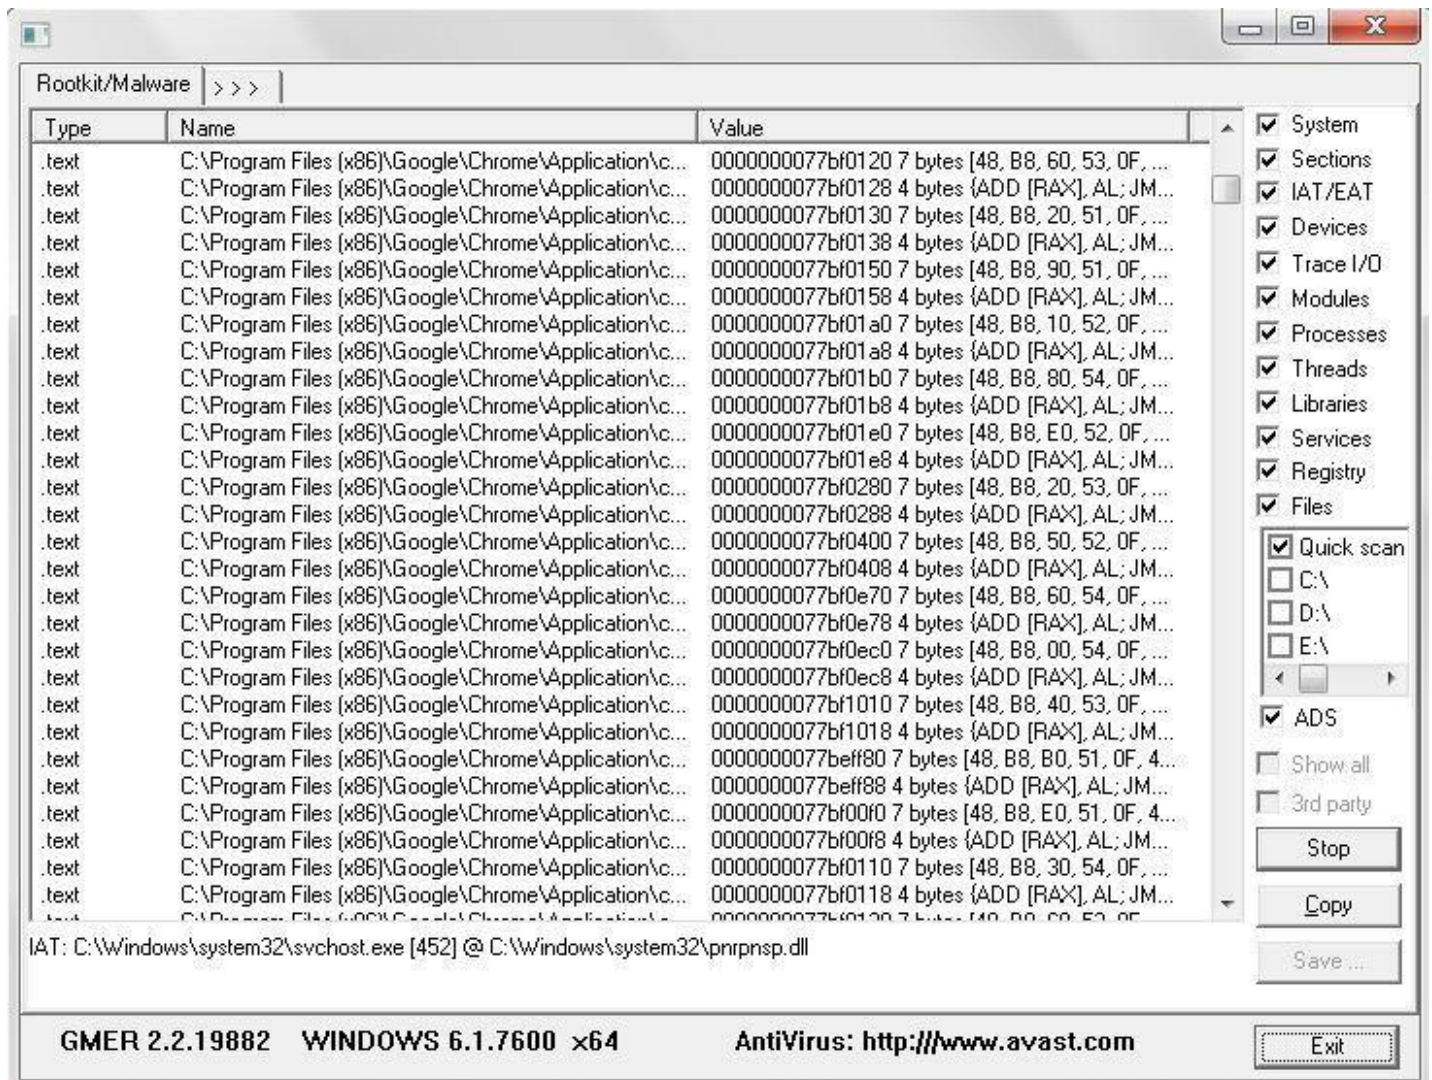 Rootkit/Malware > > >
Type Name Value
.text C:\Program Files (x86)\Google\Chrome\Application\c... 0000000077bf0120 7 bytes [48, B8, 60, 53, 0F, ...
.text C:\Program Files (x86)\Google\Chrome\Application\c... 0000000077bf0128 4 bytes {ADD [RAX], AL; JM...
.text C:\Program Files (x86)\Google\Chrome\Application\c... 0000000077bf0130 7 bytes [48, B8, 20, 51, 0F, ...
.text C:\Program Files (x86)\Google\Chrome\Application\c... 0000000077bf0138 4 bytes {ADD [RAX], AL; JM...
.text C:\Program Files (x86)\Google\Chrome\Application\c... 0000000077bf0150 7 bytes [48, B8, 90, 51, 0F, ...
.text C:\Program Files (x86)\Google\Chrome\Application\c... 0000000077bf0158 4 bytes {ADD [RAX], AL; JM...
.text C:\Program Files (x86)\Google\Chrome\Application\c... 0000000077bf01a0 7 bytes [48, B8, 10, 52, 0F, ...
.text C:\Program Files (x86)\Google\Chrome\Application\c... 0000000077bf01a8 4 bytes {ADD [RAX], AL; JM...
.text C:\Program Files (x86)\Google\Chrome\Application\c... 0000000077bf01b0 7 bytes [48, B8, 80, 54, 0F, ...
.text C:\Program Files (x86)\Google\Chrome\Application\c... 0000000077bf01b8 4 bytes {ADD [RAX], AL; JM...
.text C:\Program Files (x86)\Google\Chrome\Application\c... 0000000077bf01e0 7 bytes [48, B8, E0, 52, 0F, ...
.text C:\Program Files (x86)\Google\Chrome\Application\c... 0000000077bf01e8 4 bytes {ADD [RAX], AL; JM...
.text C:\Program Files (x86)\Google\Chrome\Application\c... 0000000077bf0280 7 bytes [48, B8, 20, 53, 0F, ...
.text C:\Program Files (x86)\Google\Chrome\Application\c... 0000000077bf0288 4 bytes {ADD [RAX], AL; JM...
.text C:\Program Files (x86)\Google\Chrome\Application\c... 0000000077bf0400 7 bytes [48, B8, 50, 52, 0F, ...
.text C:\Program Files (x86)\Google\Chrome\Application\c... 0000000077bf0408 4 bytes {ADD [RAX], AL; JM...
.text C:\Program Files (x86)\Google\Chrome\Application\c... 0000000077bf0e70 7 bytes [48, B8, 60, 54, 0F, ...
.text C:\Program Files (x86)\Google\Chrome\Application\c... 0000000077bf0e78 4 bytes {ADD [RAX], AL; JM...
.text C:\Program Files (x86)\Google\Chrome\Application\c... 0000000077bf0ec0 7 bytes [48, B8, 00, 54, 0F, ...
.text C:\Program Files (x86)\Google\Chrome\Application\c... 0000000077bf0ec8 4 bytes {ADD [RAX], AL; JM...
.text C:\Program Files (x86)\Google\Chrome\Application\c... 0000000077bf1010 7 bytes [48, B8, 40, 53, 0F, ...
.text C:\Program Files (x86)\Google\Chrome\Application\c... 0000000077bf1018 4 bytes {ADD [RAX], AL; JM...
.text C:\Program Files (x86)\Google\Chrome\Application\c... 0000000077beff80 7 bytes [48, B8, B0, 51, 0F, 4...
.text C:\Program Files (x86)\Google\Chrome\Application\c... 0000000077beff88 4 bytes {ADD [RAX], AL; JM...
.text C:\Program Files (x86)\Google\Chrome\Application\c... 0000000077bf00f0 7 bytes [48, B8, E0, 51, 0F, 4...
.text C:\Program Files (x86)\Google\Chrome\Application\c... 0000000077bf00f8 4 bytes {ADD [RAX], AL; JM...
.text C:\Program Files (x86)\Google\Chrome\Application\c... 0000000077bf0110 7 bytes [48, B8, 30, 54, 0F, ...
.text C:\Program Files (x86)\Google\Chrome\Application\c... 0000000077bf0118 4 bytes {ADD [RAX], AL; JM...
IAT: C:\Windows\system32\svchost.exe [452] @ C:\Windows\system32\pnrpnsp.dll
System
Sections
IAT/EAT
Devices
Trace I/O
Modules
Processes
Threads
Libraries
Services
Registry
Files
Quick scan
C:\
D:\
E:\
ADS
Show all
3rd party
Stop
Copy
Save ...
GMER 2.2.19882 WINDOWS 6.1.7600 x64 AntiVirus: http:///www.avast.com
Exit